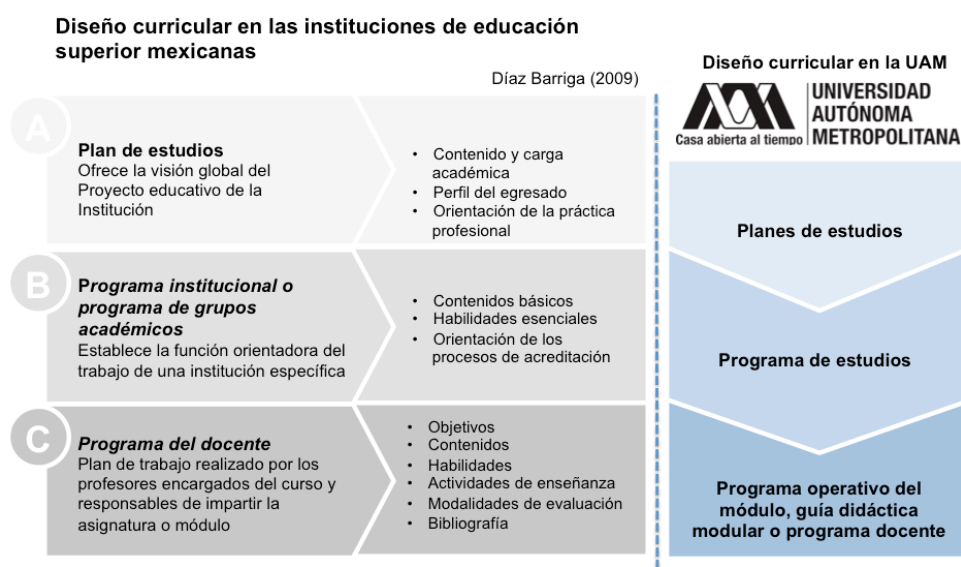 Diseño curricular en las instituciones de educación
superior mexicanas
Díaz Barriga (2009)
A
Plan de estudios
Ofrece la visión global del
Proyecto educativo de la
Institución
• Contenido y carga
académica
• Perfil del egresado
• Orientación de la práctica
profesional
B
Programa institucional o
programa de grupos
académicos
Establece la función orientadora del
trabajo de una institución específica
• Contenidos básicos
• Habilidades esenciales
• Orientación de los
procesos de acreditación
C
Programa del docente
Plan de trabajo realizado por los
profesores encargados del curso y
responsables de impartir la
asignatura o módulo
• Objetivos
• Contenidos
• Habilidades
• Actividades de enseñanza
• Modalidades de evaluación
• Bibliografía
Diseño curricular en la UAM
Casa abierta al tiempo
UNIVERSIDAD
AUTÓNOMA
METROPOLITANA
Planes de estudios
Programa de estudios
Programa operativo del
módulo, guía didáctica
modular o programa docente